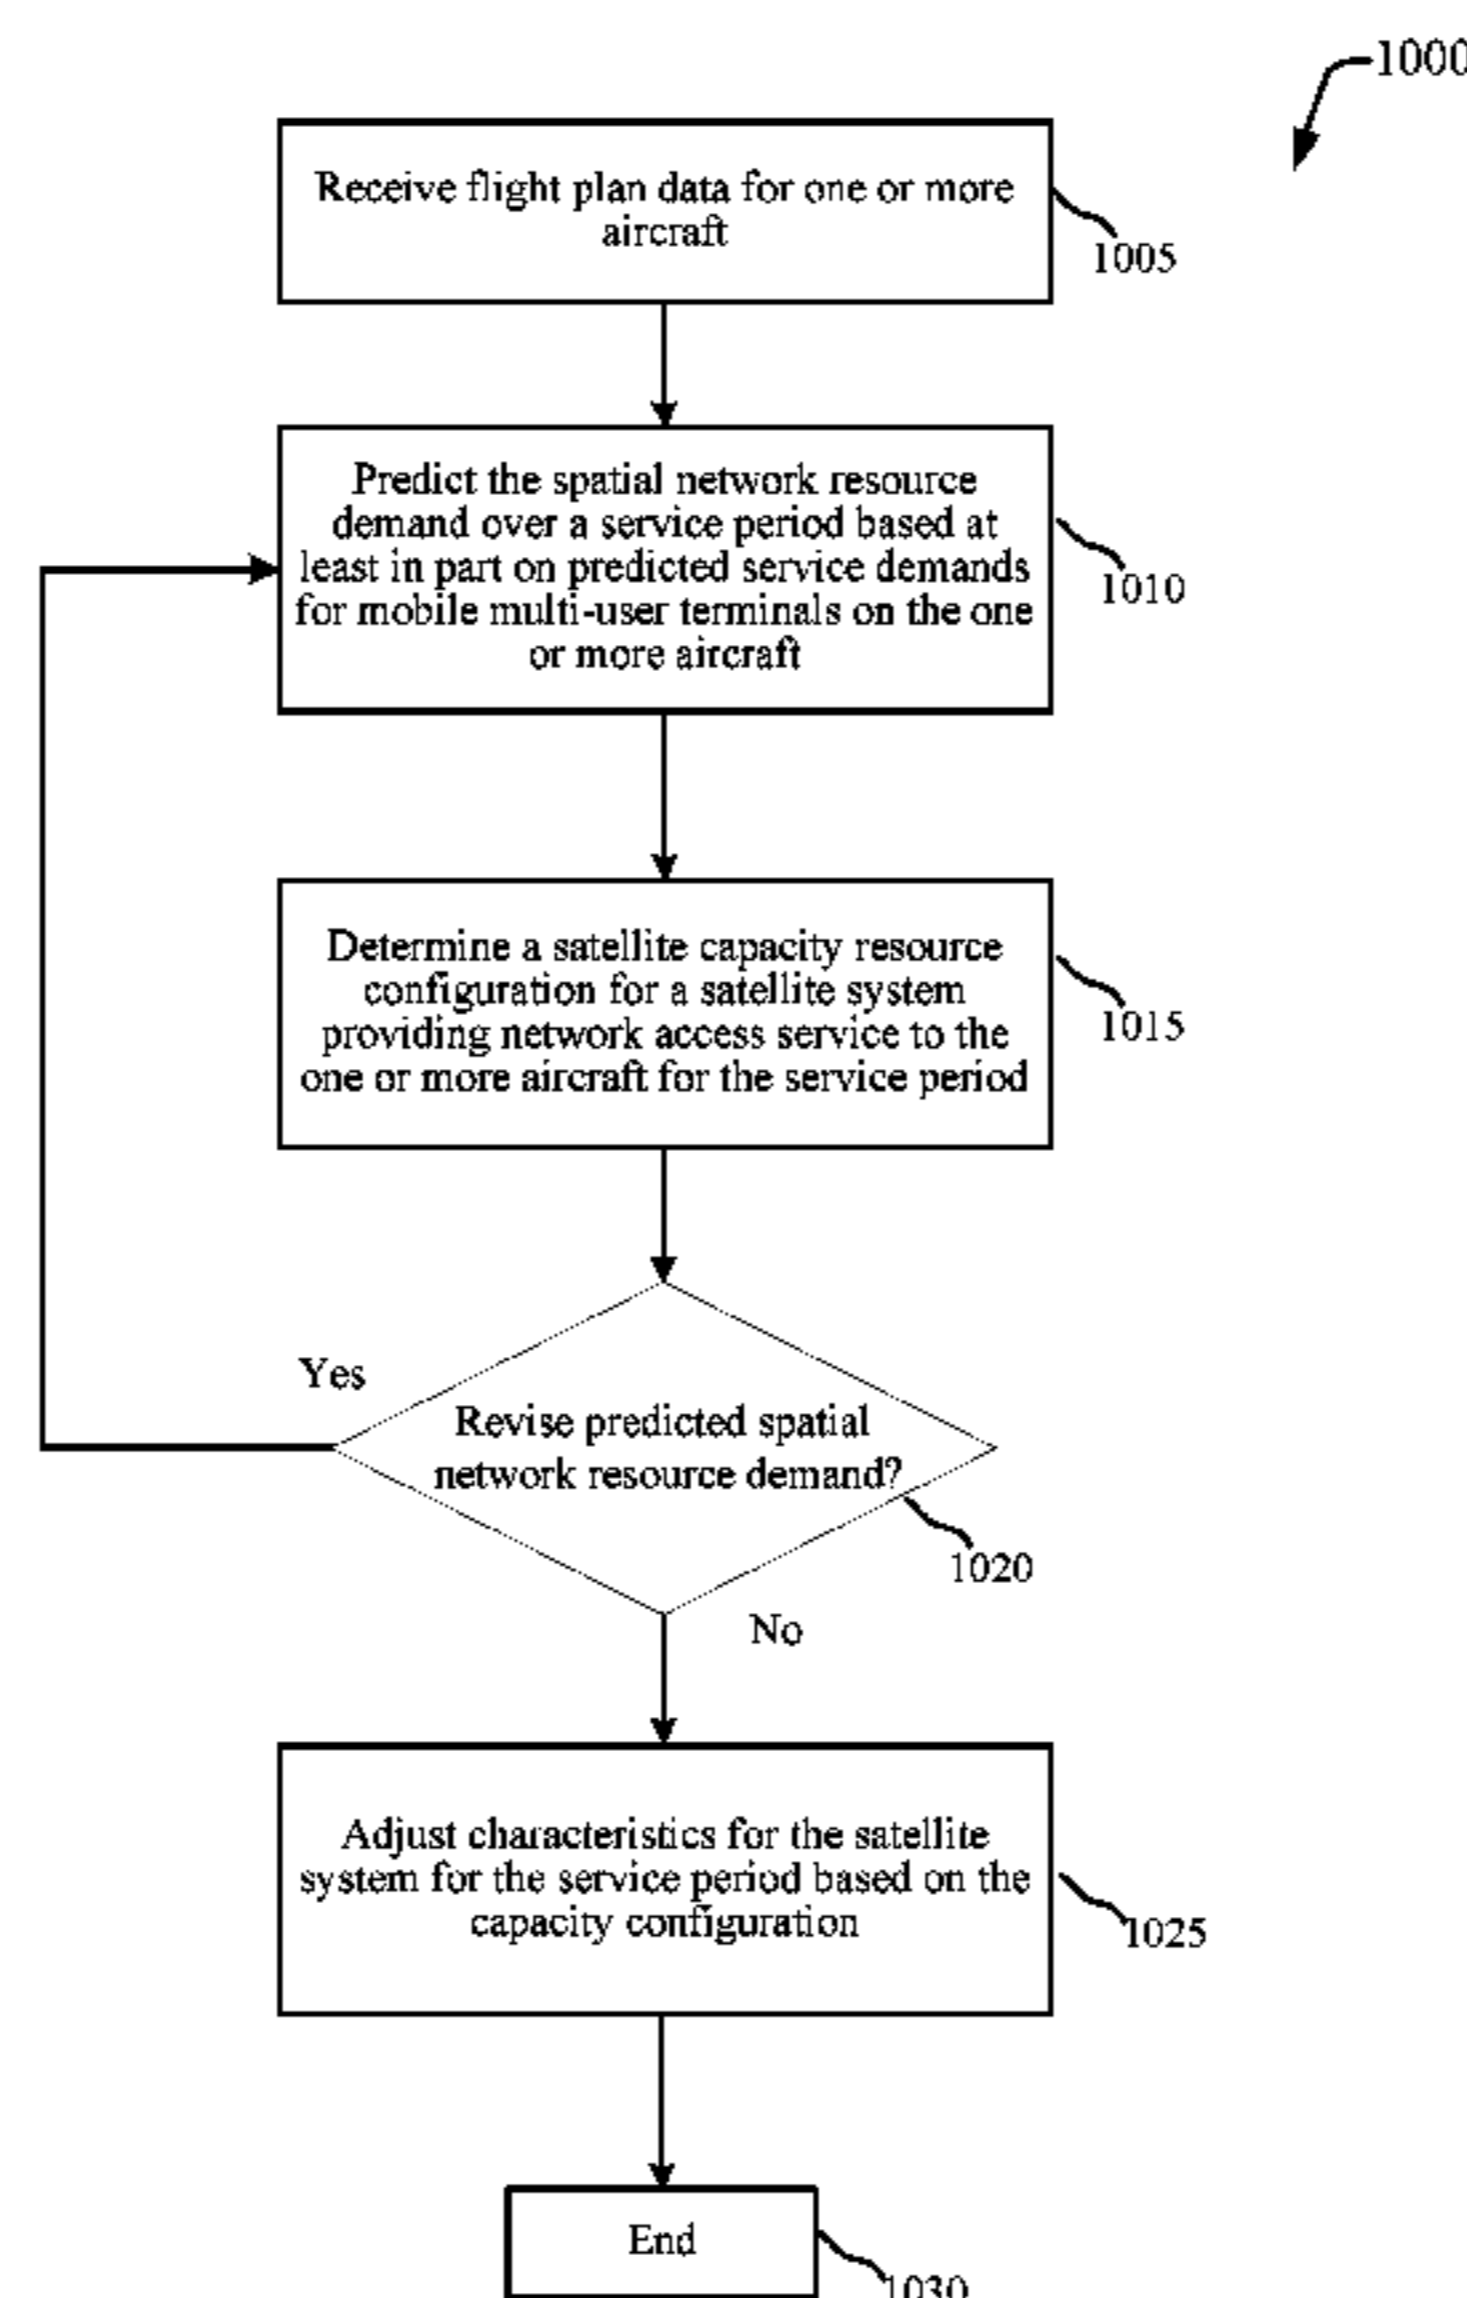 1000
Receive flight plan data for one or more
aircraft
1005
Predict the spatial network resource
demand over a service period based at
least in part on predicted service demands
for mobile multi-user terminals on the one
or more aircraft
1010
Determine a satellite capacity resource
configuration for a satellite system
providing network access service to the
one or more aircraft for the service period
1015
Yes
Revise predicted spatial
network resource demand?
1020
No
Adjust characteristics for the satellite
system for the service period based on the
capacity configuration
1025
End
1030